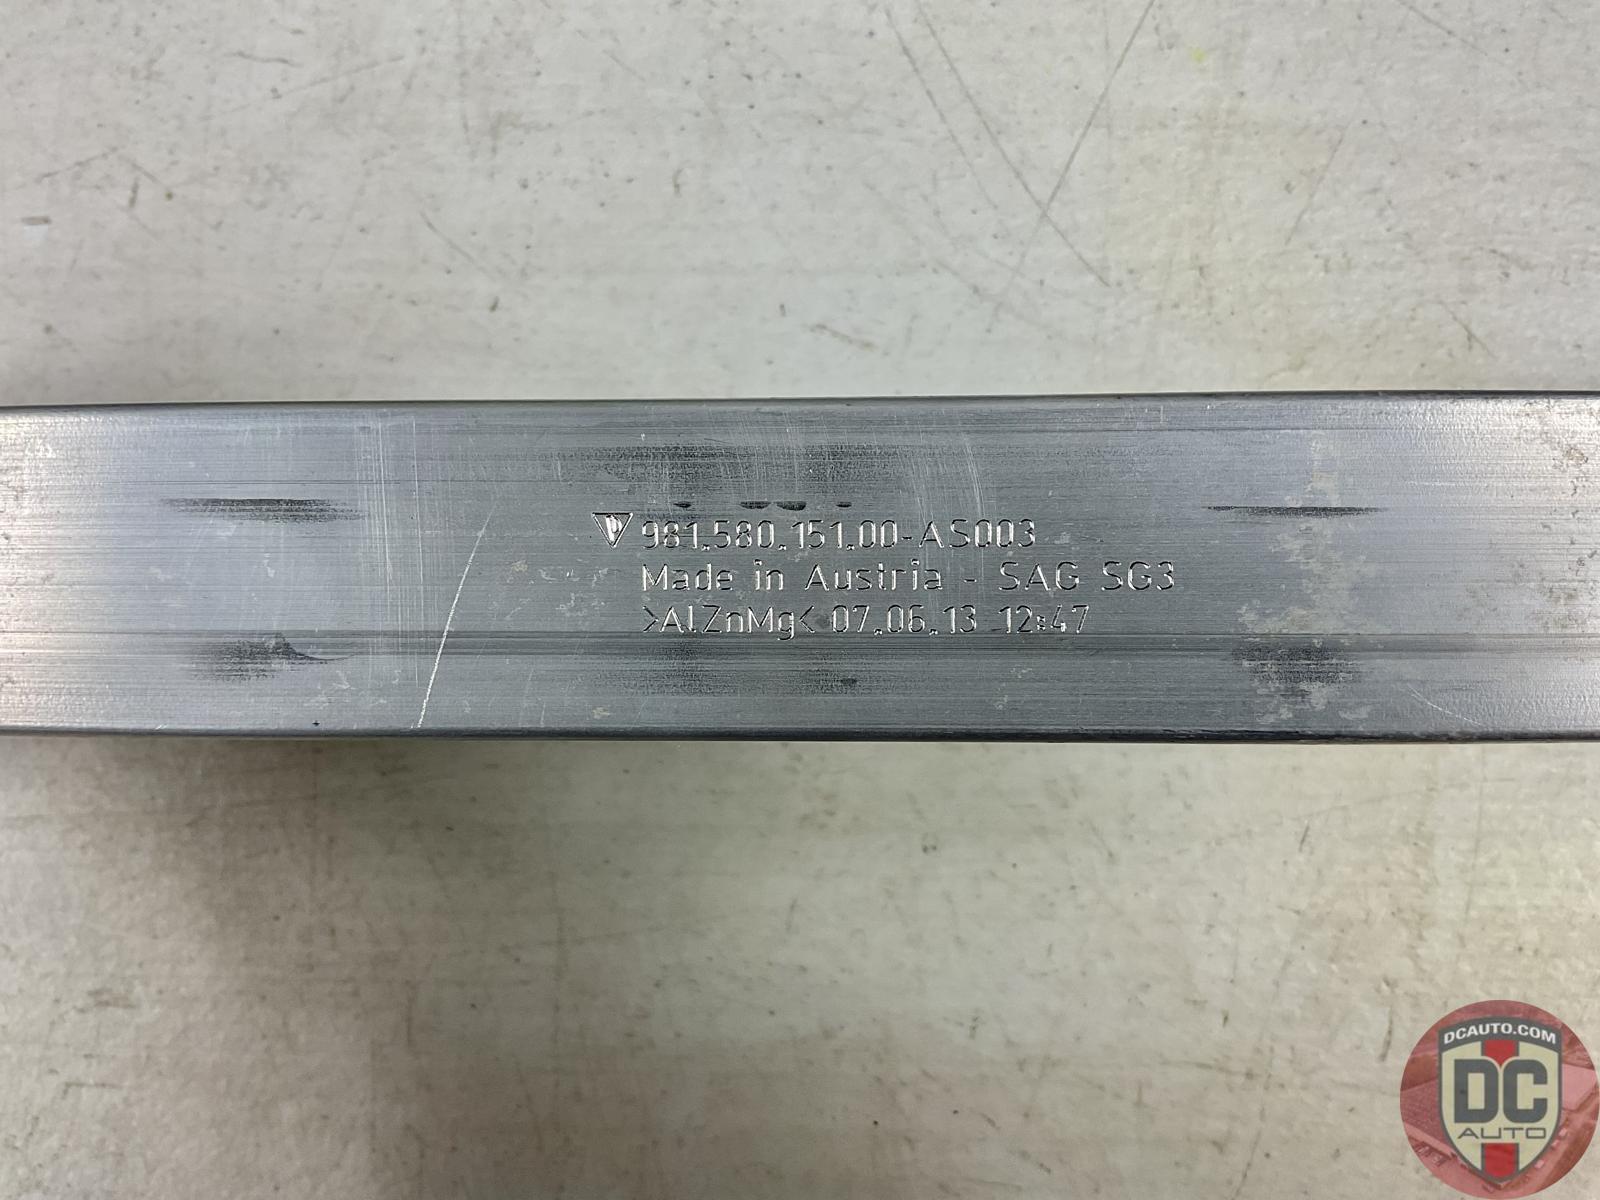 981.580.151.00-AS003
Made in Austria - SAG SG3
>AlZnMg< 07.06.13 12:47
DCAUTO.COM
DC
AUTO